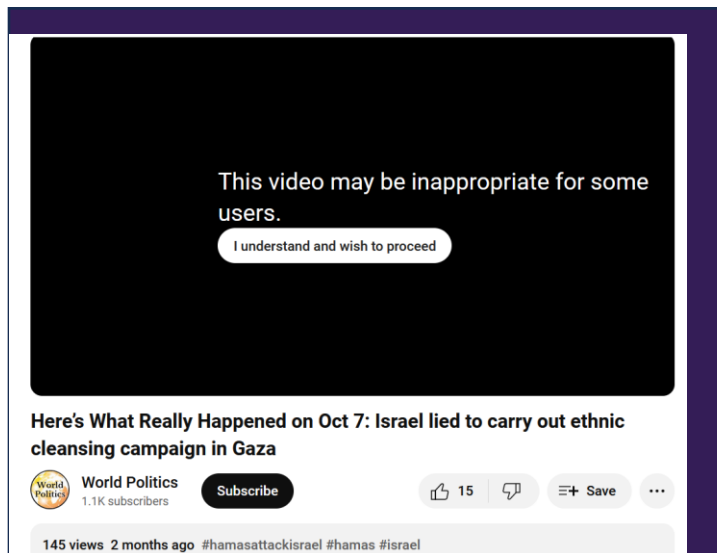 This video may be inappropriate for some
users.
I understand and wish to proceed
Here’s What Really Happened on Oct 7: Israel lied to carry out ethnic
cleansing campaign in Gaza
World Politics
World Politics
1.1K subscribers
Subscribe
15
Save
145 views 2 months ago #hamasattackisrael #hamas #israel